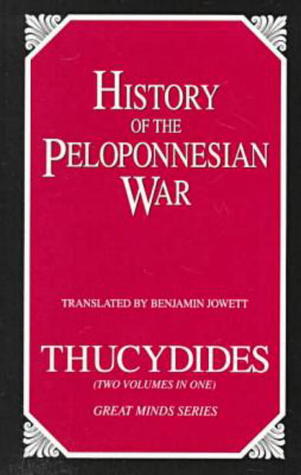 HISTORY
OF THE
PELOPONNESIAN
WAR
TRANSLATED BY BENJAMIN JOWETT
THUCYDIDES
(TWO VOLUMES IN ONE)
GREAT MINDS SERIES